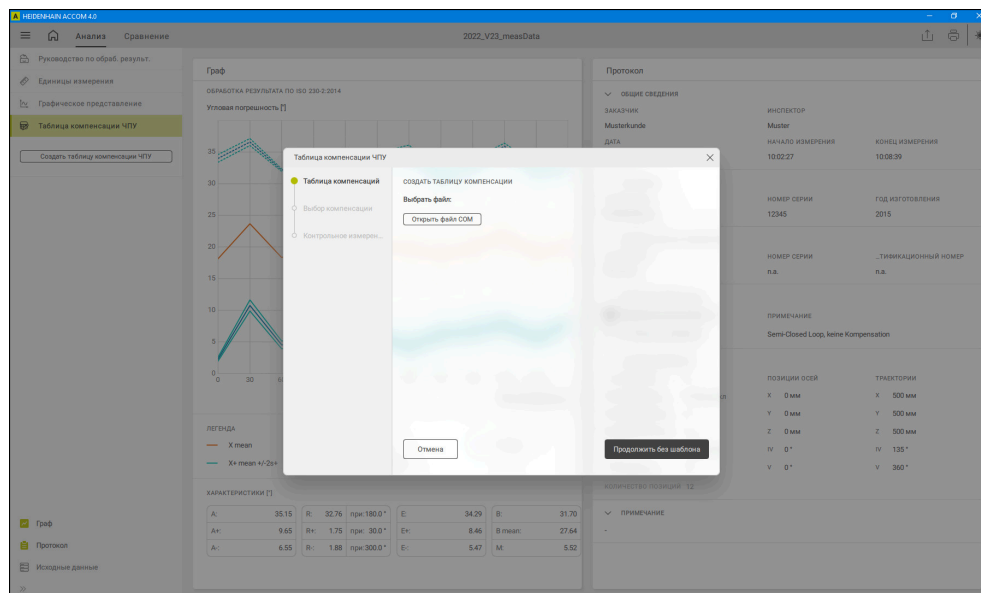 HEIDENHAIN ACCOM 4.0
Анализ Сравнение 2022_V23_measData
Руководство по обраб. результ.
Единицы измерения
Графическое представление
Таблица компенсации ЧПУ
Создать таблицу компенсации ЧПУ
Граф
Протокол
Исходные данные
Граф
ОБРАБОТКА РЕЗУЛЬТАТА ПО ISO 230-2:2014
Угловая погрешность ["]
35
30
25
20
15
10
5
0
0 30
ЛЕГЕНДА
X mean
X+ mean +/-2s+
ХАРАКТЕРИСТИКИ ["]
A: 35.15 R: 32.76 при:180.0 ° E: 34.29 B: 31.70
A+: 9.65 R+: 1.75 при: 30.0 ° E+: 8.46 B mean: 27.64
A-: 6.55 R-: 1.88 при:300.0 ° E-: 5.47 M: 5.52
Таблица компенсации ЧПУ
Таблица компенсаций
Выбор компенсации
Контрольное измерен...
СОЗДАТЬ ТАБЛИЦУ КОМПЕНСАЦИИ
Выбрать файл:
Открыть файл COM
Отмена
Продолжить без шаблона
Протокол
ОБЩИЕ СВЕДЕНИЯ
ЗАКАЗЧИК ИНСПЕКТОР
Musterkunde Muster
ДАТА НАЧАЛО ИЗМЕРЕНИЯ КОНЕЦ ИЗМЕРЕНИЯ
10:02:27 10:08:39
НОМЕР СЕРИИ ГОД ИЗГОТОВЛЕНИЯ
12345 2015
НОМЕР СЕРИИ ...ТИФИКАЦИОННЫЙ НОМЕР
n.a. n.a.
ПРИМЕЧАНИЕ
Semi-Closed Loop, keine Kompensation
ПОЗИЦИИ ОСЕЙ ТРАЕКТОРИИ
X 0 мм X 500 мм
Y 0 мм Y 500 мм
Z 0 мм Z 500 мм
IV 0 ° IV 135 °
V 0 ° V 360 °
КОЛИЧЕСТВО ПОЗИЦИЙ 12
ПРИМЕЧАНИЕ
-